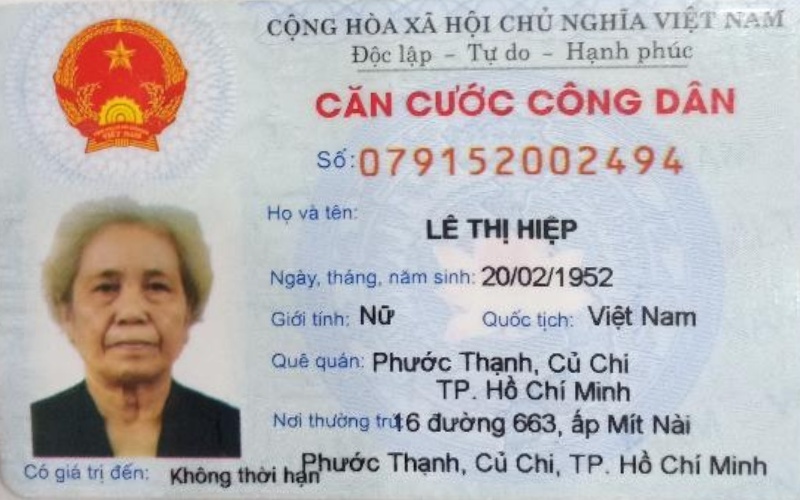 CỘNG HÒA XÃ HỘI CHỦ NGHĨA VIỆT NAM
Độc lập - Tự do - Hạnh phúc
CĂN CƯỚC CÔNG DÂN
Số: 079152002494
Họ và tên: LÊ THỊ HIỆP
Ngày, tháng, năm sinh: 20/02/1952
Giới tính: Nữ Quốc tịch: Việt Nam
Quê quán: Phước Thạnh, Củ Chi
TP. Hồ Chí Minh
Nơi thường trú: 16 đường 663, ấp Mít Nài
Phước Thạnh, Củ Chi, TP. Hồ Chí Minh
Có giá trị đến: Không thời hạn